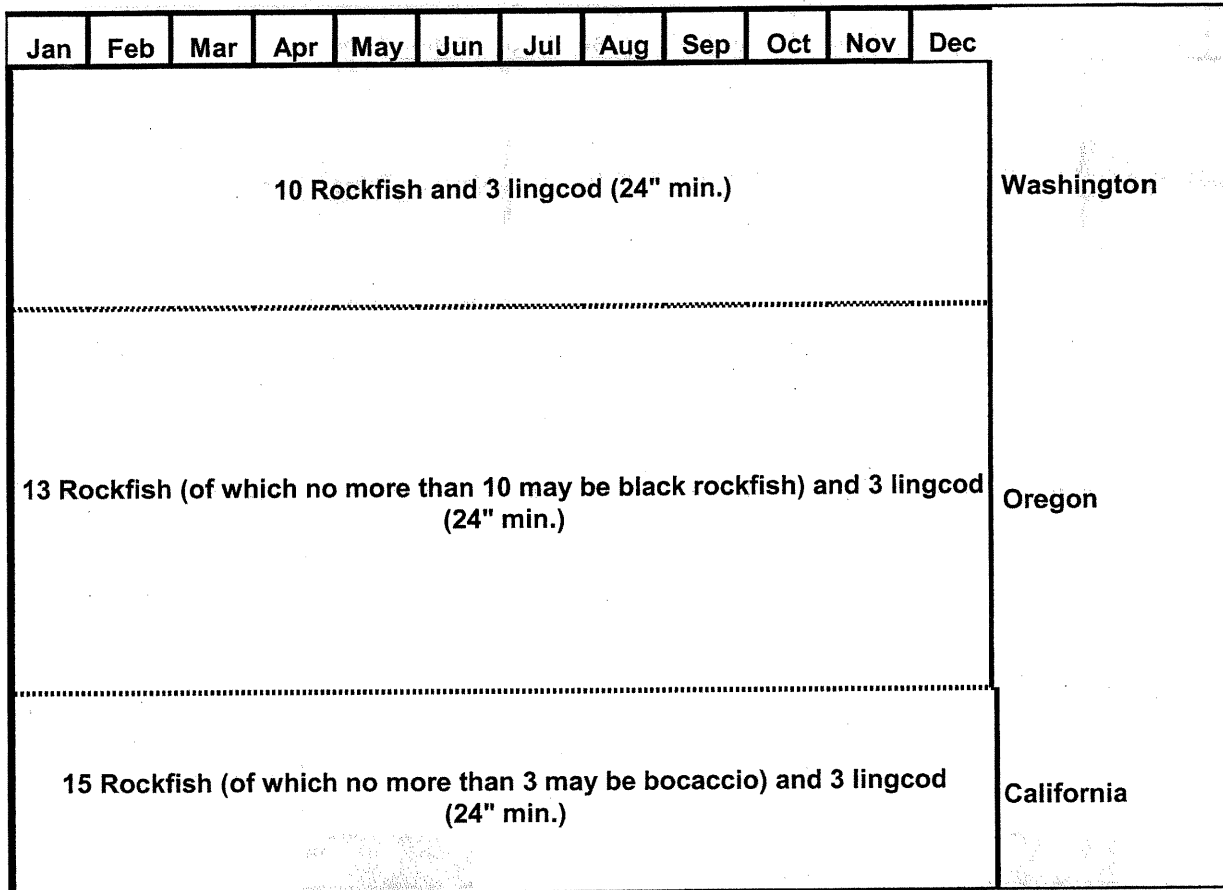 Jan Feb Mar Apr May Jun Jul Aug Sep Oct Nov Dec
10 Rockfish and 3 lingcod (24" min.)
Washington
13 Rockfish (of which no more than 10 may be black rockfish) and 3 lingcod
(24" min.)
Oregon
15 Rockfish (of which no more than 3 may be bocaccio) and 3 lingcod
(24" min.)
California